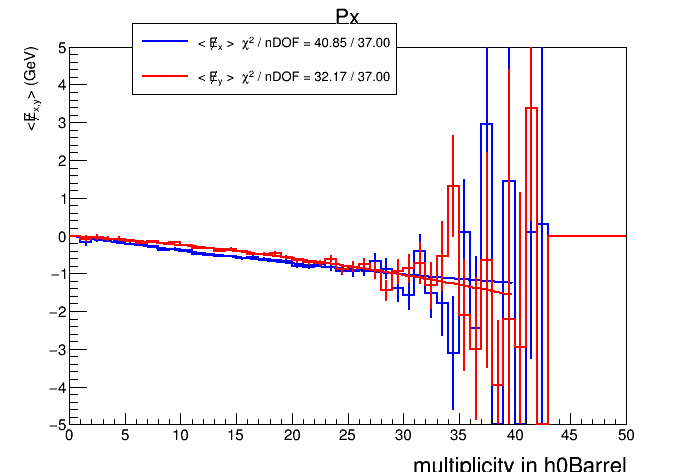 Px
< E̸x > χ² / nDOF = 40.85 / 37.00
< E̸y > χ² / nDOF = 32.17 / 37.00
<E̸x,y> (GeV)
5
4
3
2
1
0
−1
−2
−3
−4
−5
0 5 10 15 20 25 30 35 40 45 50
multiplicity in h0Barrel